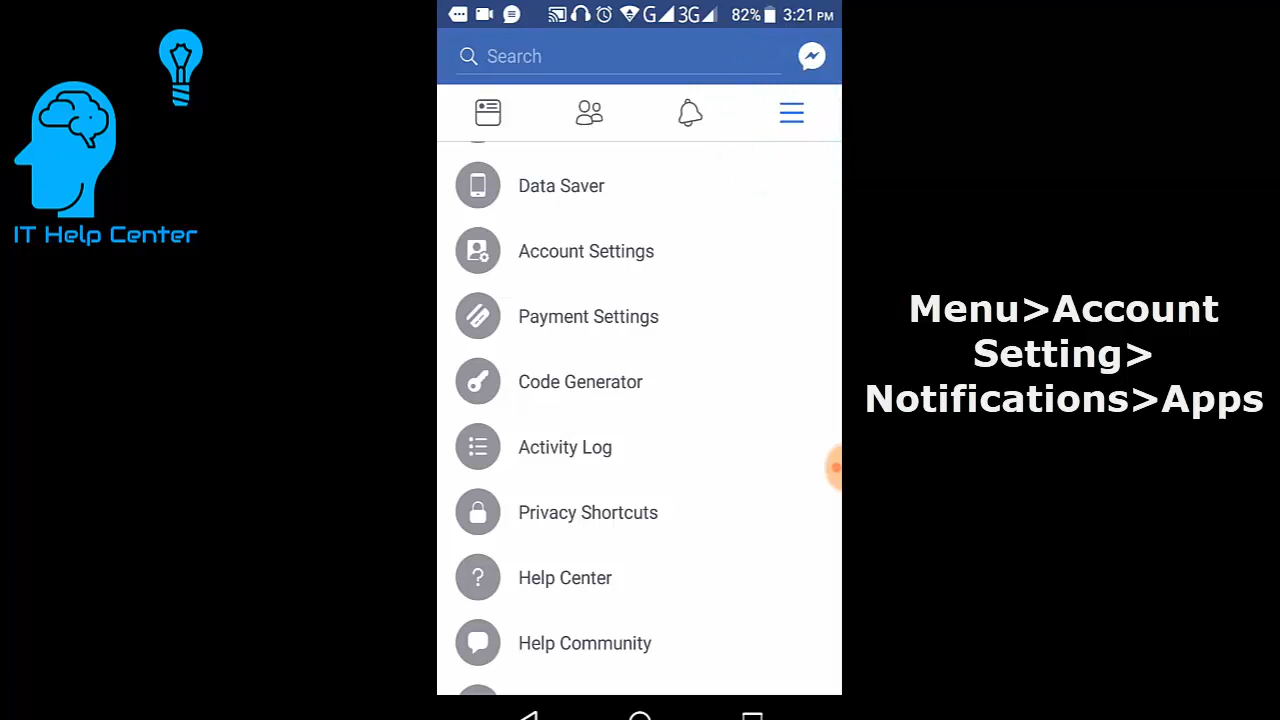 G 3G 82% 3:21 PM
Search
Data Saver
Account Settings
Payment Settings
Code Generator
Activity Log
Privacy Shortcuts
Help Center
Help Community
IT Help Center
Menu>Account
Setting>
Notifications>Apps